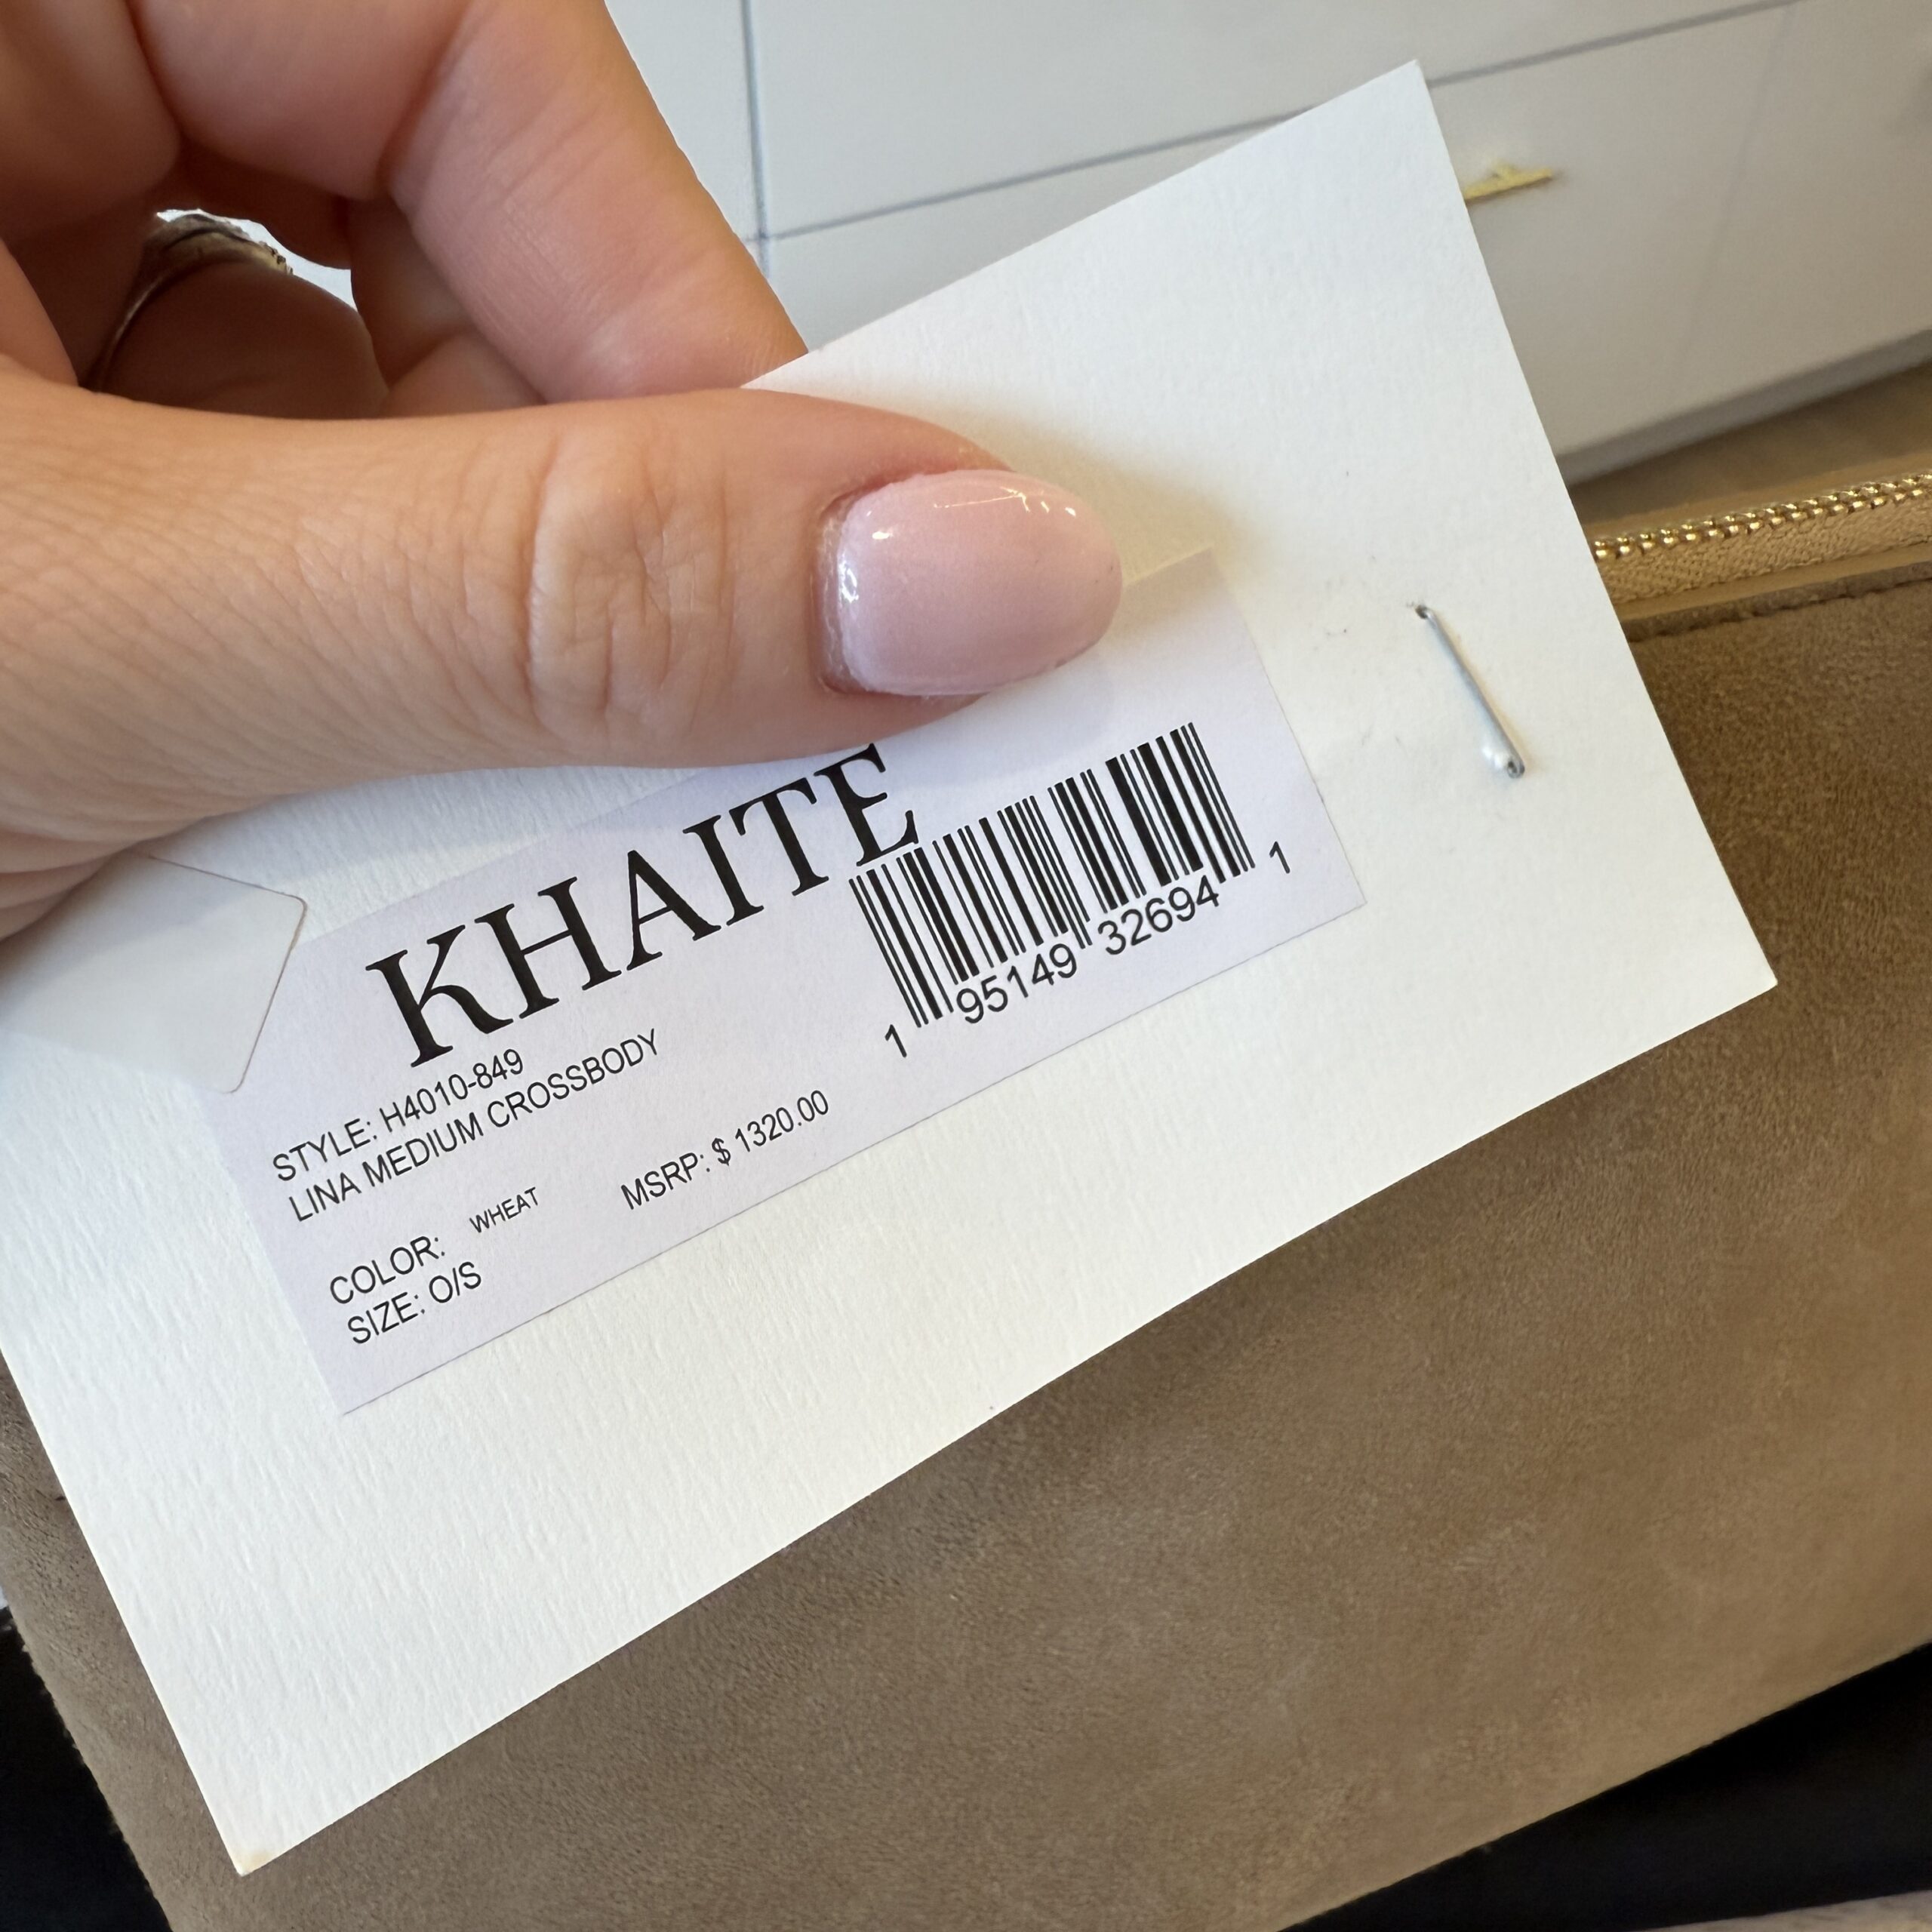 KHAITE
STYLE: H4010-849
LINA MEDIUM CROSSBODY
COLOR: WHEAT MSRP: $ 1320.00
SIZE: O/S
1 95149 32694 1